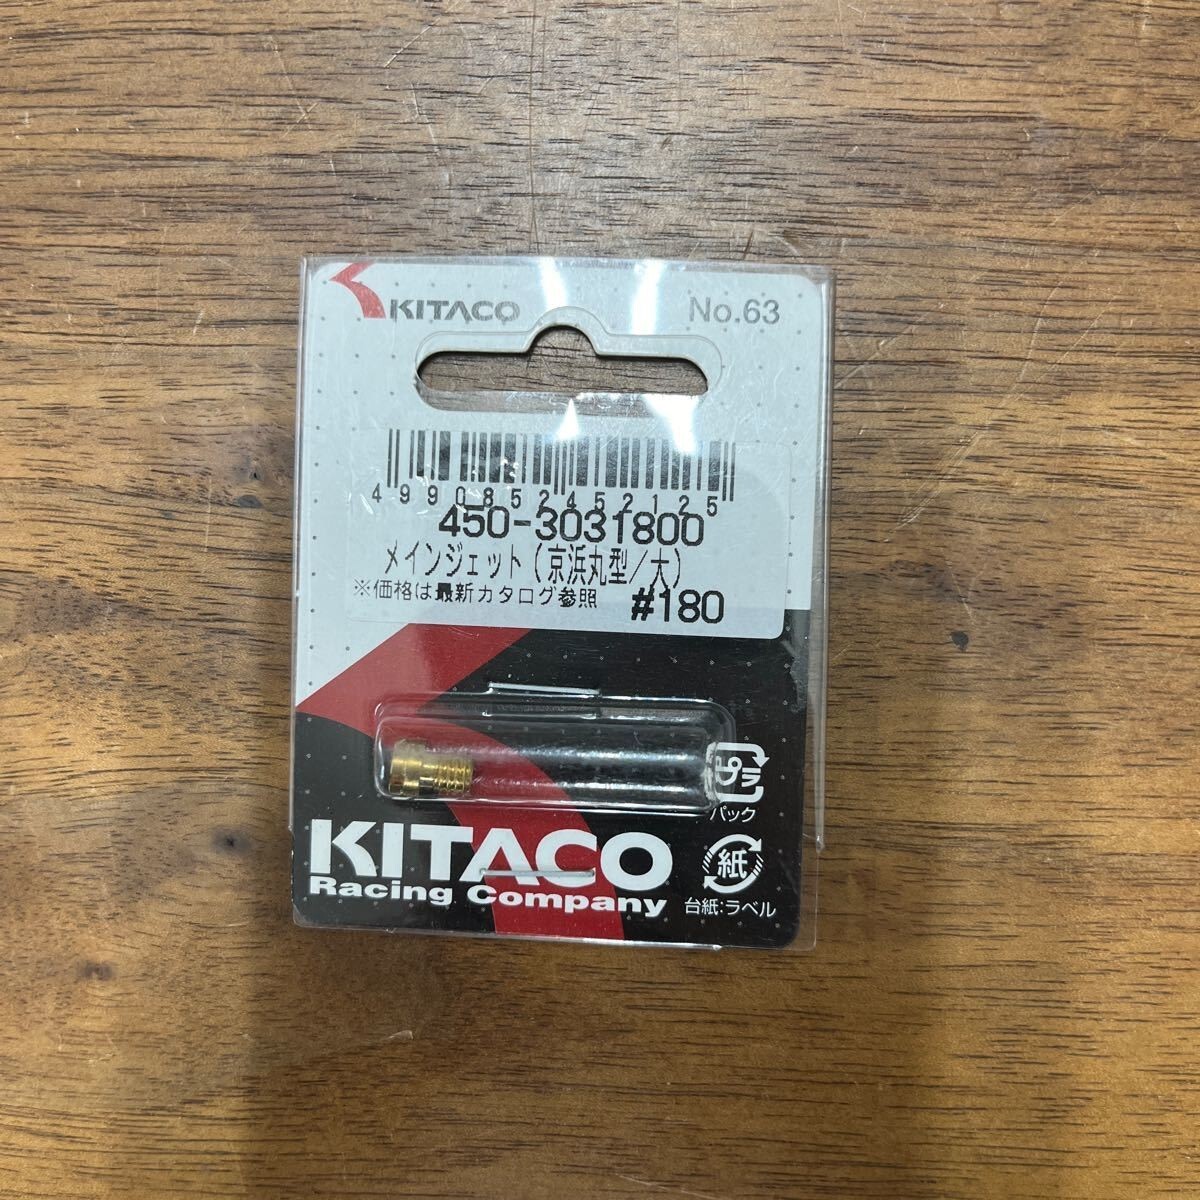 KITACO
No.63
4990852452125
450-3031800
メインジェット(京浜丸型/大)
※価格は最新カタログ参照 #180
プラ
パック
紙
台紙:ラベル
KITACO
Racing Company